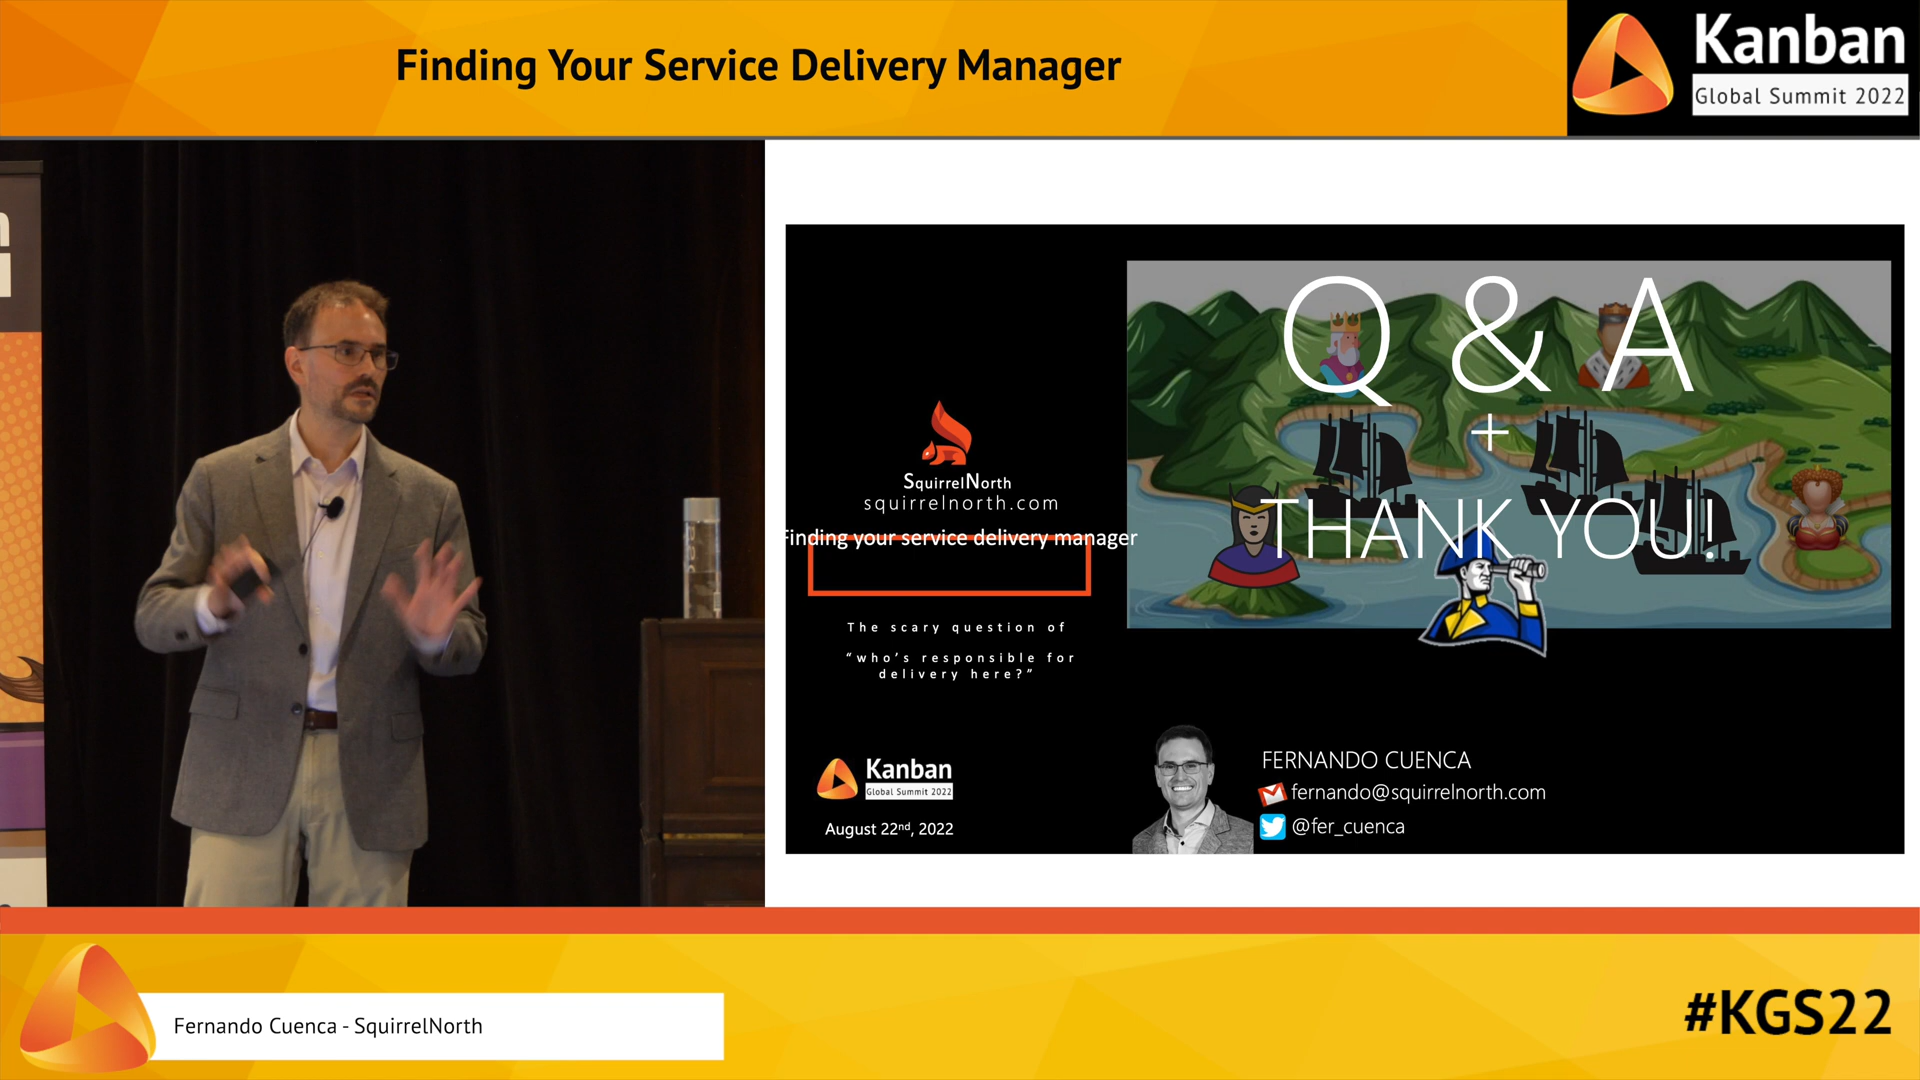 Finding Your Service Delivery Manager
Kanban
Global Summit 2022
Q & A
+
THANK YOU!
SquirrelNorth
squirrelnorth.com
Finding your service delivery manager
The scary question of
“who’s responsible for
delivery here?”
Kanban
Global Summit 2022
August 22nd, 2022
FERNANDO CUENCA
fernando@squirrelnorth.com
@fer_cuenca
Fernando Cuenca - SquirrelNorth
#KGS22